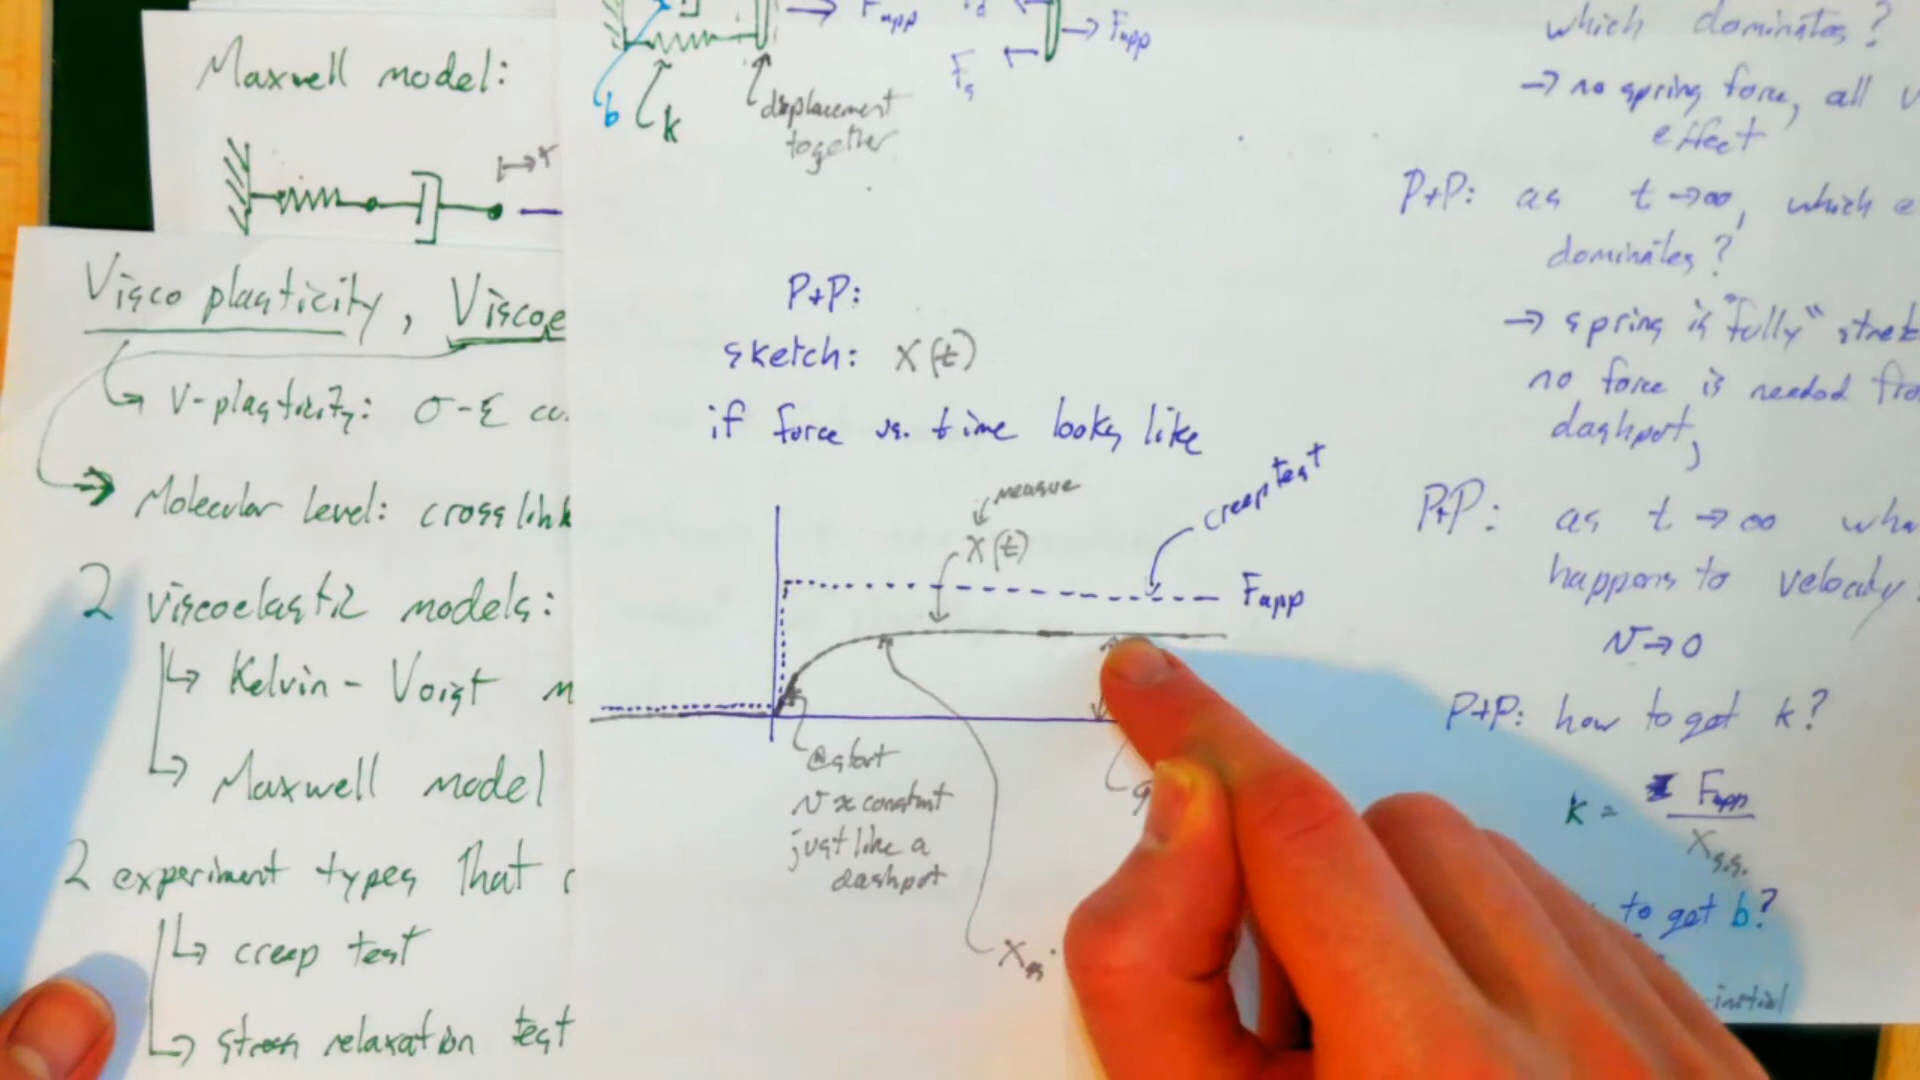 Maxwell model:
Visco plasticity, Viscoe
V-plasticity: σ-ε cu
Molecular level: crosslink
2 viscoelastic models:
Kelvin-Voigt m
Maxwell model
2 experiment types that
creep test
stress relaxation test
Fapp
Fd
Fapp
Fs
b
k
displacement
together
P+P:
sketch: X(t)
if force vs. time looks like
measure
X(t)
creep test
Fapp
@start
v≈constant
just like a
dashpot
Xss
which dominates?
→ no spring force, all v
effect
P+P: as t→∞, which e
dominates?
→ spring is "fully" stret
no force is needed fro
dashpot,
P+P: as t→∞ wha
happens to velocity?
v→0
P+P: how to get k?
k = Fapp
Xs.s.
to get b?
initial